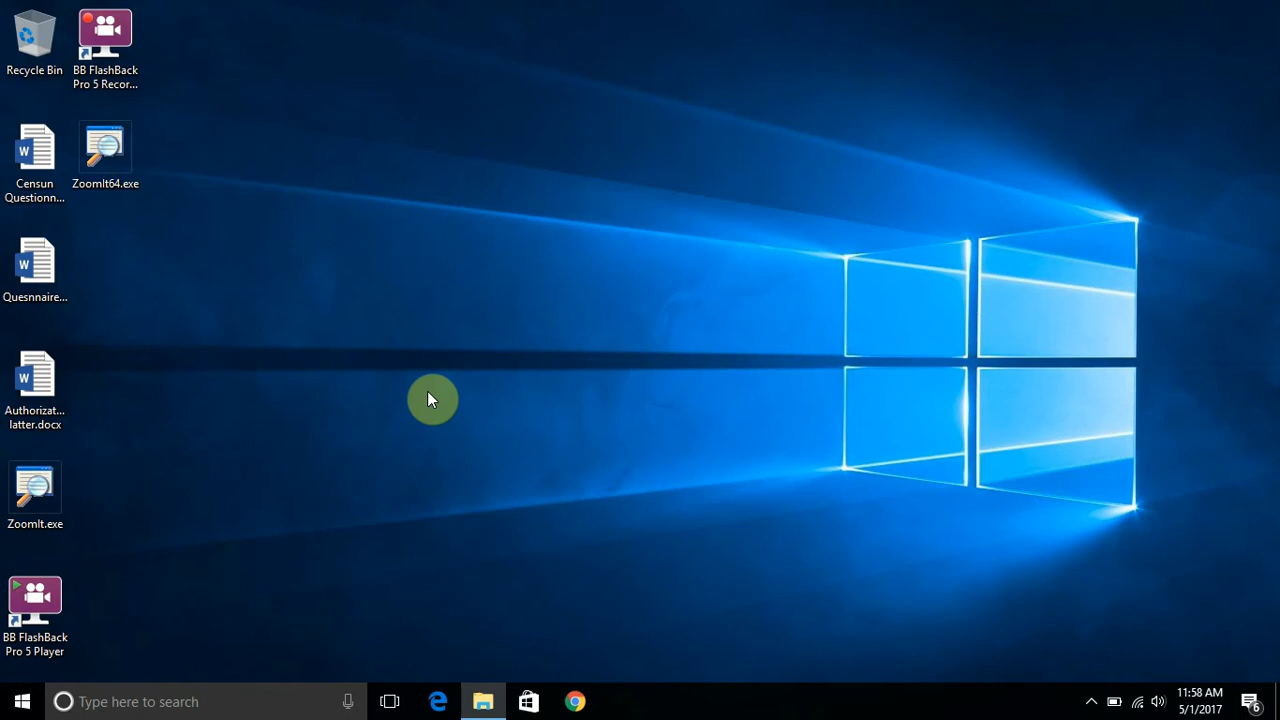 Recycle Bin
BB FlashBack
Pro 5 Recor...
W
Censun
Questionn...
ZoomIt64.exe
W
Quesnnaire...
W
Authorizat...
latter.docx
ZoomIt.exe
BB FlashBack
Pro 5 Player
Type here to search
11:58 AM
5/1/2017
6